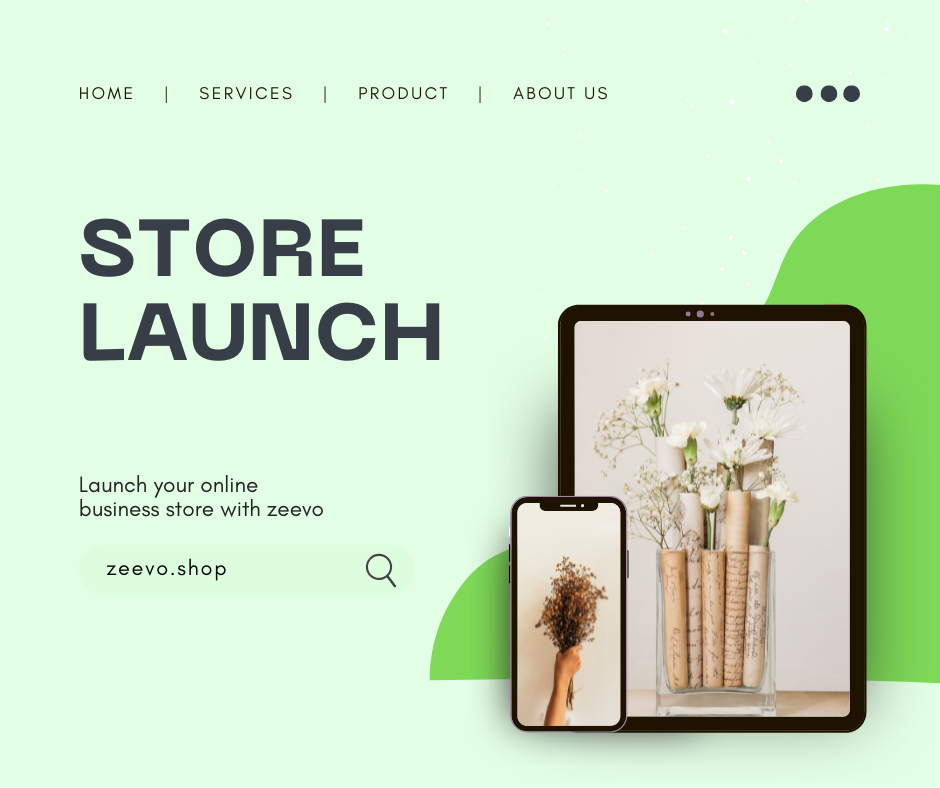 HOME | SERVICES | PRODUCT | ABOUT US
STORE
LAUNCH
Launch your online
business store with zeevo
zeevo.shop